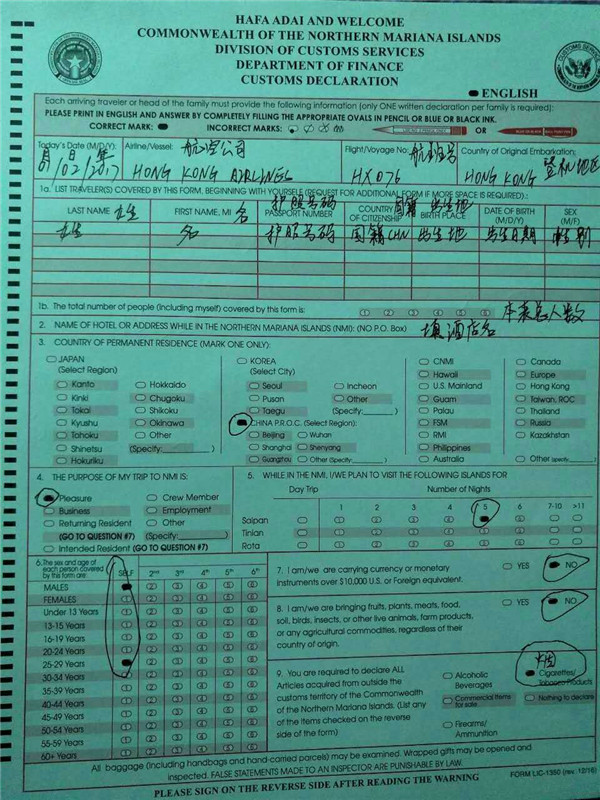 HAFA ADAI AND WELCOME
COMMONWEALTH OF THE NORTHERN MARIANA ISLANDS
DIVISION OF CUSTOMS SERVICES
DEPARTMENT OF FINANCE
CUSTOMS DECLARATION
ENGLISH
Each arriving traveler or head of the family must provide the following information (only ONE written declaration per family is required):
PLEASE PRINT IN ENGLISH AND ANSWER BY COMPLETELY FILLING THE APPROPRIATE OVALS IN PENCIL OR BLUE OR BLACK INK.
CORRECT MARK: INCORRECT MARKS: OR
Today's Date (M/D/Y): Airline/Vessel: 航空公司 Flight/Voyage No: 航班号 Country of Original Embarkation:
01/02/2017 HONG KONG AIRLINES HX076 HONG KONG 登机地区
1a. LIST TRAVELER(S) COVERED BY THIS FORM, BEGINNING WITH YOURSELF (REQUEST FOR ADDITIONAL FORM IF MORE SPACE IS REQUIRED).:
护照号码 国籍 出生地
LAST NAME 姓 FIRST NAME, MI 名 PASSPORT NUMBER COUNTRY OF CITIZENSHIP BIRTH PLACE DATE OF BIRTH (M/D/Y) SEX (M/F)
姓 名 护照号码 国籍CHN 出生地 出生日期 性别
1b. The total number of people (including myself) covered by this form is: 1 2 3 4 5 6 本表总人数
2. NAME OF HOTEL OR ADDRESS WHILE IN THE NORTHERN MARIANA ISLANDS (NMI): (NO P.O. Box) 填酒店名
3. COUNTRY OF PERMANENT RESIDENCE (MARK ONE ONLY):
JAPAN
(Select Region)
Kanto Hokkaido
Kinki Chugoku
Tokai Shikoku
Kyushu Okinawa
Tohoku Other
Shinetsu (Specify: )
Hokuriku
KOREA
(Select City)
Seoul Incheon
Pusan Other
Taegu (Specify: )
CHINA P.R.O.C. (Select Region):
Beijing Wuhan
Shanghai Shenyang
Guangzhou Other (Specify: )
CNMI Canada
Hawaii Europe
U.S. Mainland Hong Kong
Guam Taiwan, ROC
Palau Thailand
FSM Russia
RMI Kazakhstan
Philippines
Australia Other (Specify: )
4. THE PURPOSE OF MY TRIP TO NMI IS:
Pleasure Crew Member
Business Employment
Returning Resident Other
(GO TO QUESTION #7) (Specify: )
Intended Resident (GO TO QUESTION #7)
5. WHILE IN THE NMI, I/WE PLAN TO VISIT THE FOLLOWING ISLANDS FOR
Day Trip Number of Nights
1 2 3 4 5 6 7-10 >11
Saipan
Tinian
Rota
6. The sex and age of each person covered by this form are: SELF 2nd 3rd 4th 5th 6th
MALES
FEMALES
Under 13 Years
13-15 Years
16-19 Years
20-24 Years
25-29 Years
30-34 Years
35-39 Years
40-44 Years
45-49 Years
50-54 Years
55-59 Years
60+ Years
7. I am/we are carrying currency or monetary instruments over $10,000 U.S. or Foreign equivalent. YES NO
8. I am/we are bringing fruits, plants, meats, food, soil, birds, insects, or other live animals, farm products, or any agricultural commodities, regardless of their country of origin. YES NO
9. You are required to declare ALL Articles acquired from outside the customs territory of the Commonwealth of the Northern Mariana Islands. (List any of the items checked on the reverse side of the form)
Alcoholic Beverages
烟
Cigarettes/Tobacco Products
Commercial Items for sale
Nothing to declare
Firearms/Ammunition
All baggage (including handbags and hand-carried parcels) may be examined. Wrapped gifts may be opened and
inspected. FALSE STATEMENTS MADE TO AN INSPECTOR ARE PUNISHABLE BY LAW.
FORM LIC-1350 (rev. 12/16)
PLEASE SIGN ON THE REVERSE SIDE AFTER READING THE WARNING